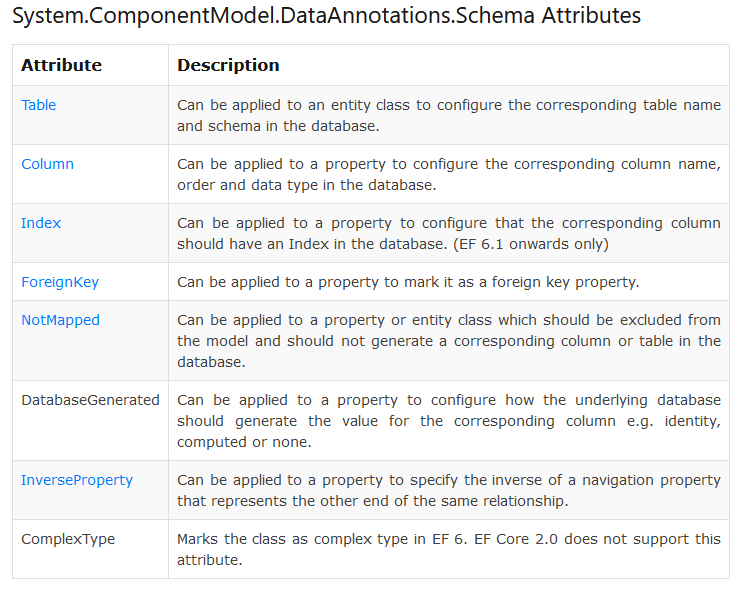 System.ComponentModel.DataAnnotations.Schema Attributes
Attribute Description
Table Can be applied to an entity class to configure the corresponding table name
and schema in the database.
Column Can be applied to a property to configure the corresponding column name,
order and data type in the database.
Index Can be applied to a property to configure that the corresponding column
should have an Index in the database. (EF 6.1 onwards only)
ForeignKey Can be applied to a property to mark it as a foreign key property.
NotMapped Can be applied to a property or entity class which should be excluded from
the model and should not generate a corresponding column or table in the
database.
DatabaseGenerated Can be applied to a property to configure how the underlying database
should generate the value for the corresponding column e.g. identity,
computed or none.
InverseProperty Can be applied to a property to specify the inverse of a navigation property
that represents the other end of the same relationship.
ComplexType Marks the class as complex type in EF 6. EF Core 2.0 does not support this
attribute.